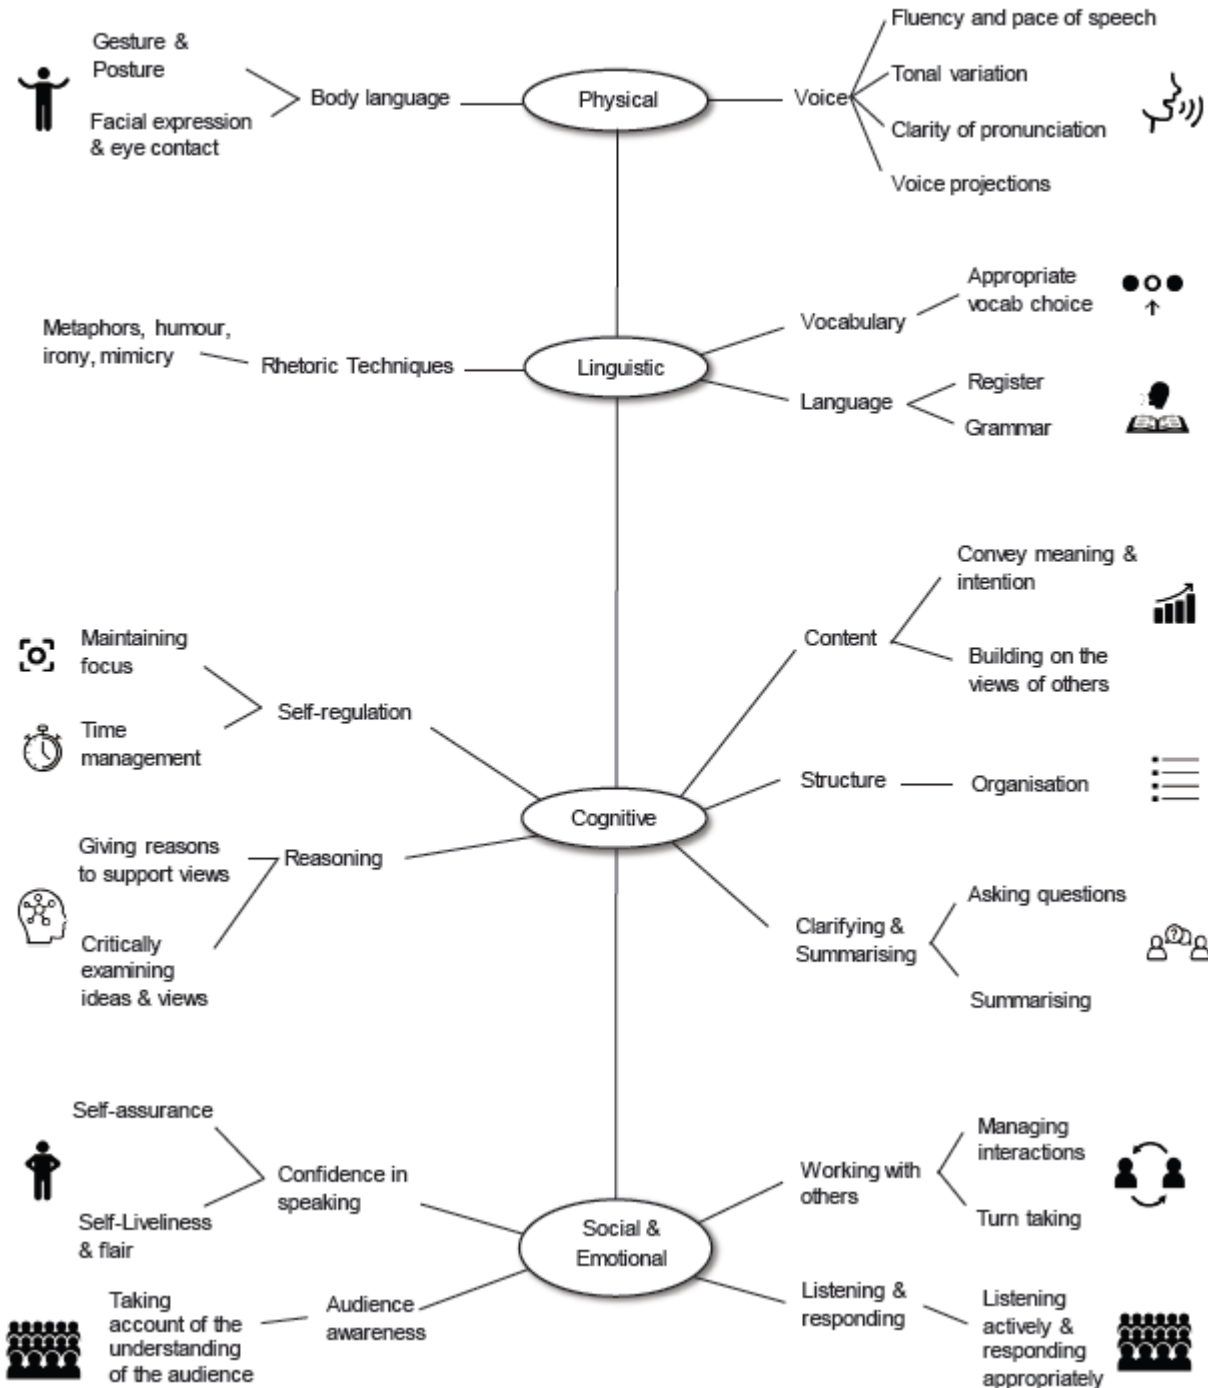 Gesture &
Posture
Facial expression
& eye contact
Body language
Physical
Voice
Fluency and pace of speech
Tonal variation
Clarity of pronunciation
Voice projections
Metaphors, humour,
irony, mimicry
Rhetoric Techniques
Linguistic
Vocabulary
Appropriate
vocab choice
Language
Register
Grammar
Maintaining
focus
Time
management
Self-regulation
Giving reasons
to support views
Critically
examining
ideas & views
Reasoning
Cognitive
Content
Convey meaning &
intention
Building on the
views of others
Structure
Organisation
Clarifying &
Summarising
Asking questions
?
Summarising
Self-assurance
Self-Liveliness
& flair
Confidence in
speaking
Taking
account of the
understanding
of the audience
Audience
awareness
Social &
Emotional
Working with
others
Managing
interactions
Turn taking
Listening &
responding
Listening
actively &
responding
appropriately